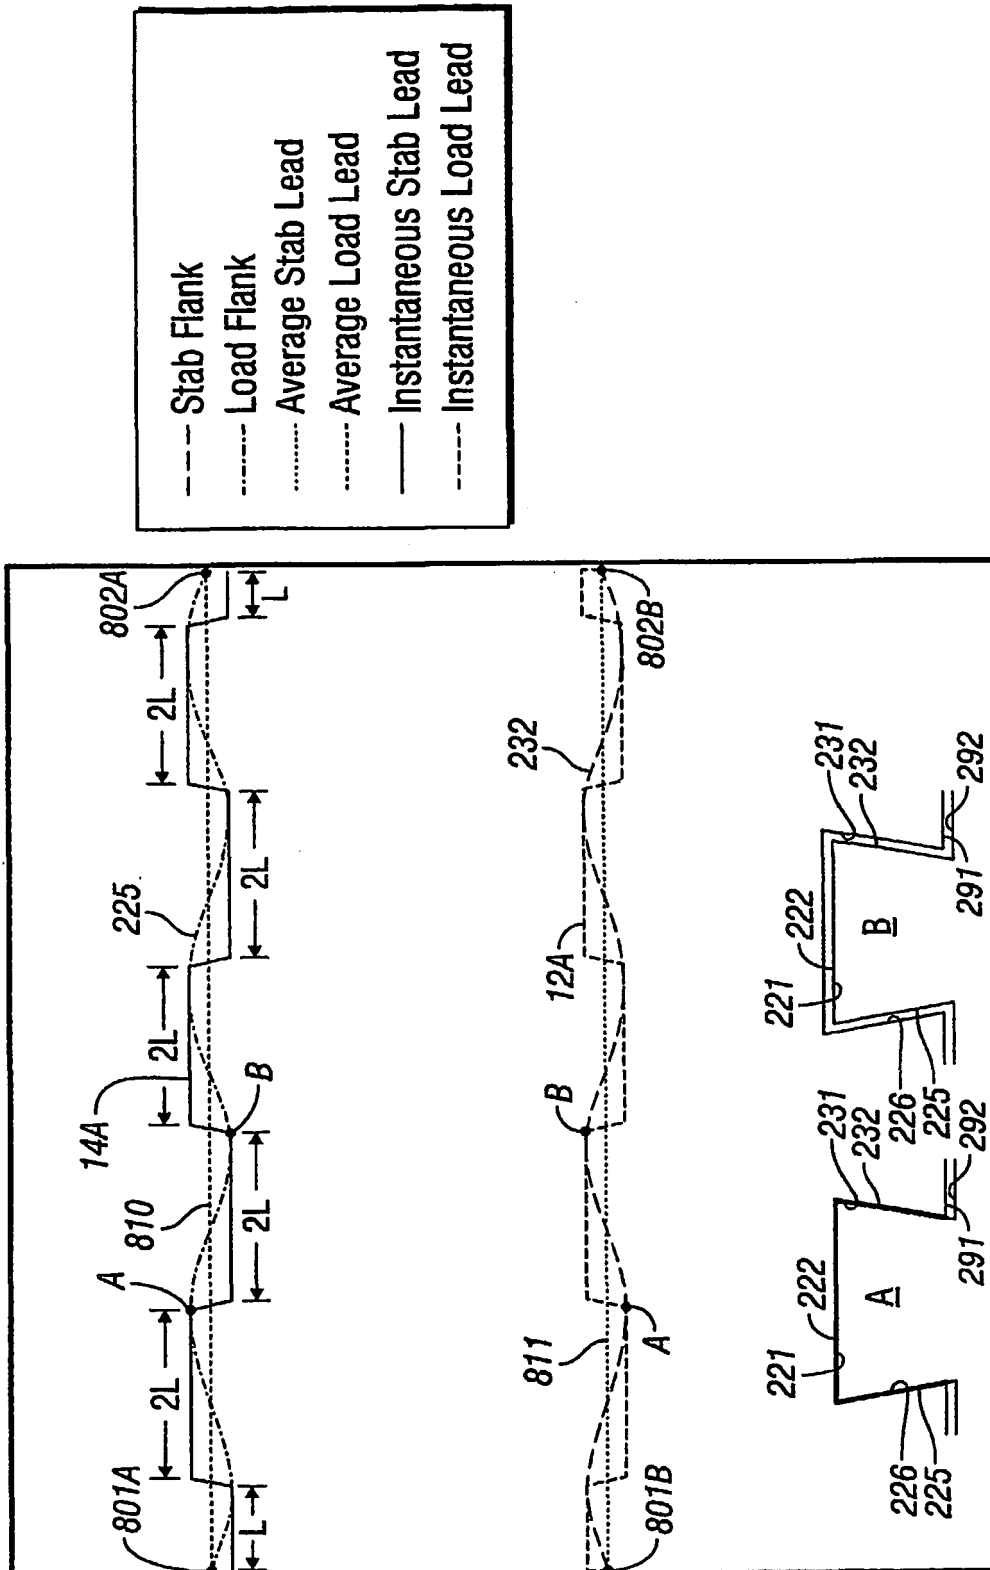 Stab Flank
Load Flank
Average Stab Lead
Average Load Lead
Instantaneous Stab Lead
Instantaneous Load Lead
801A
L
2L
A
810
2L
B
14A
2L
225
2L
2L
L
802A
801B
A
811
B
12A
232
802B
221
222
A
231
232
226
225
291
292
221
222
B
231
232
226
225
291
292